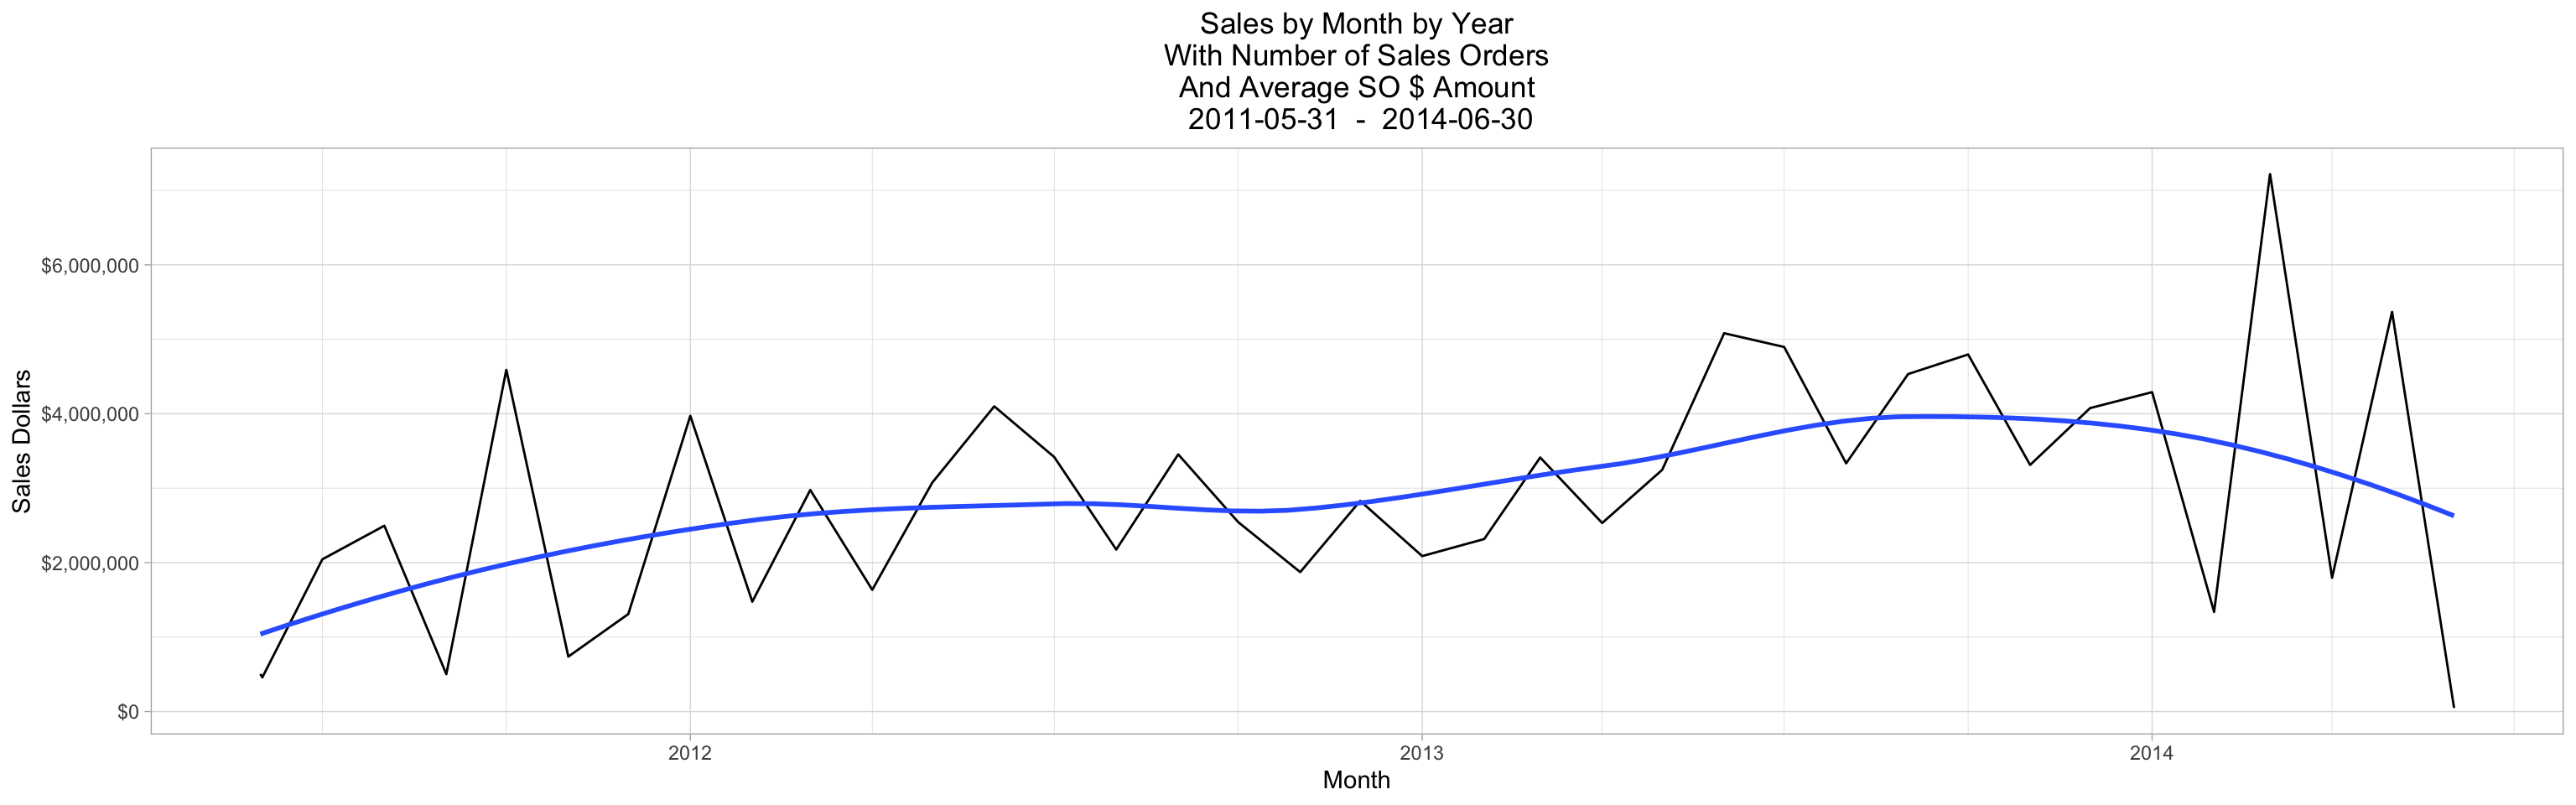 Sales by Month by Year
With Number of Sales Orders
And Average SO $ Amount
2011-05-31  -  2014-06-30
Sales Dollars
$6,000,000
$4,000,000
$2,000,000
$0
2012
2013
2014
Month